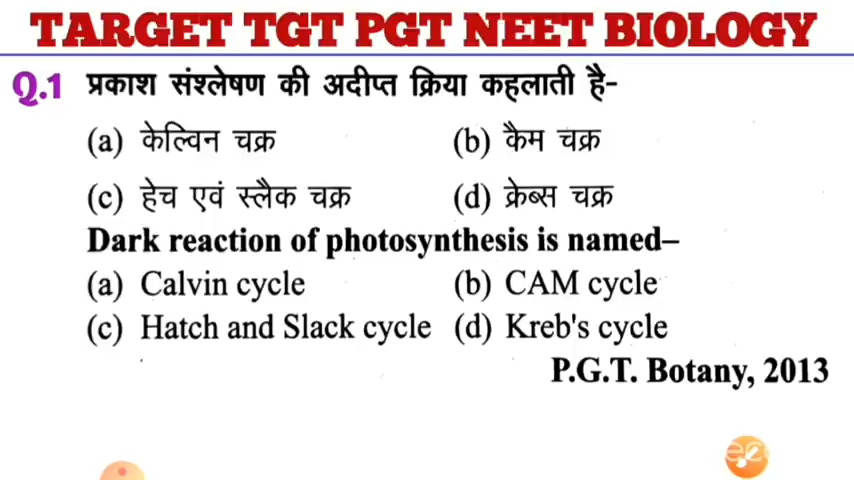 TARGET TGT PGT NEET BIOLOGY
Q.1 प्रकाश संश्लेषण की अदीप्त क्रिया कहलाती है-
(a) केल्विन चक्र (b) कैम चक्र
(c) हेच एवं स्लैक चक्र (d) क्रेब्स चक्र
Dark reaction of photosynthesis is named–
(a) Calvin cycle (b) CAM cycle
(c) Hatch and Slack cycle (d) Kreb's cycle
P.G.T. Botany, 2013